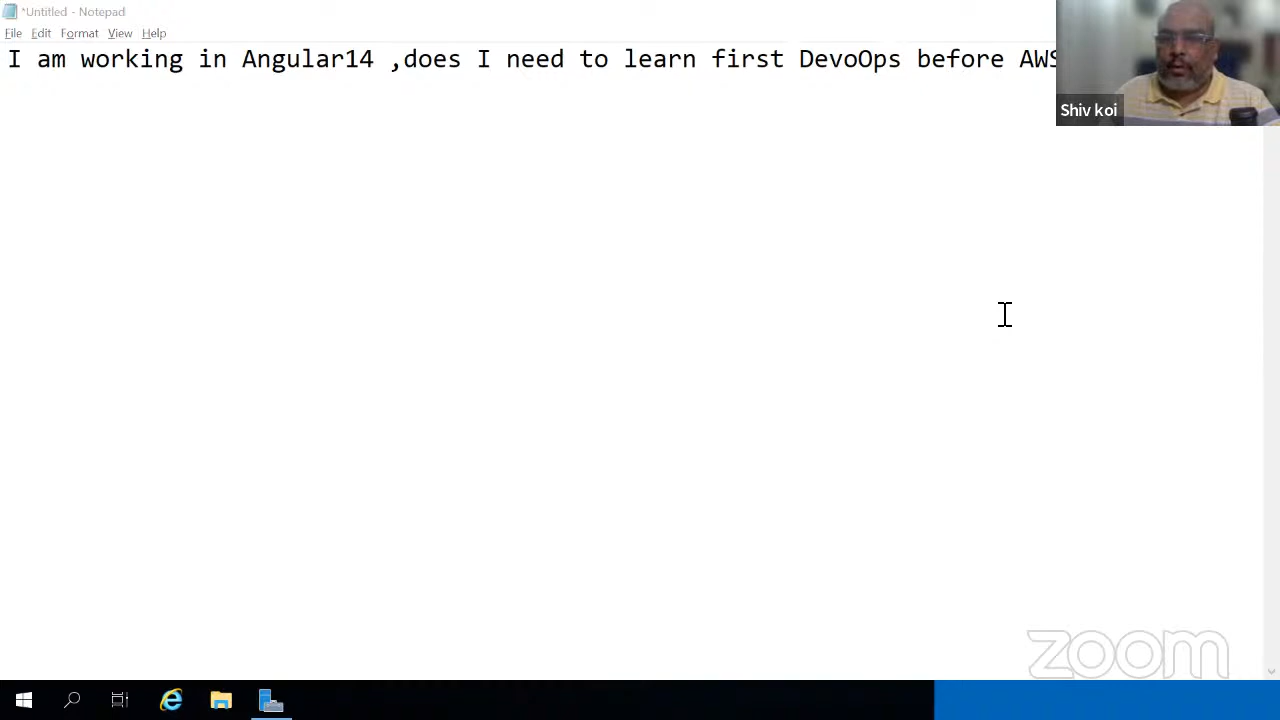 *Untitled - Notepad
File Edit Format View Help
I am working in Angular14 ,does I need to learn first DevoOps before AWS
Shiv koi
zoom